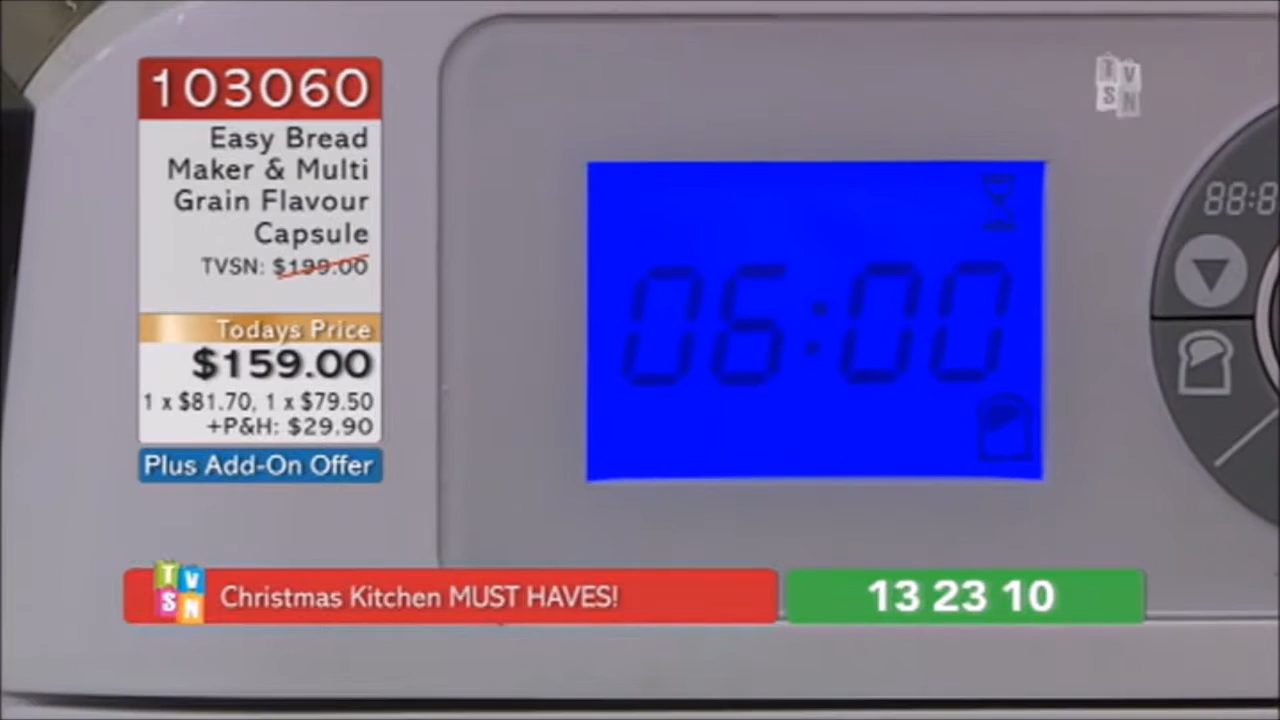 103060
Easy Bread
Maker & Multi
Grain Flavour
Capsule
TVSN: $199.00
Todays Price
$159.00
1 x $81.70, 1 x $79.50
+P&H: $29.90
Plus Add-On Offer
TVSN
06:00
88:8
TVSN
Christmas Kitchen MUST HAVES!
13 23 10